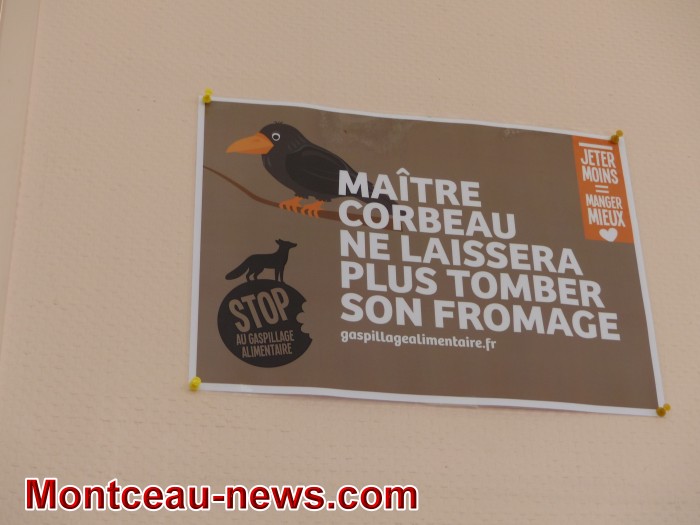 JETER
MOINS
=
MANGER
MIEUX
MAÎTRE
CORBEAU
NE LAISSERA
PLUS TOMBER
SON FROMAGE
gaspillagealimentaire.fr
STOP
AU GASPILLAGE
ALIMENTAIRE
Montceau-news.com